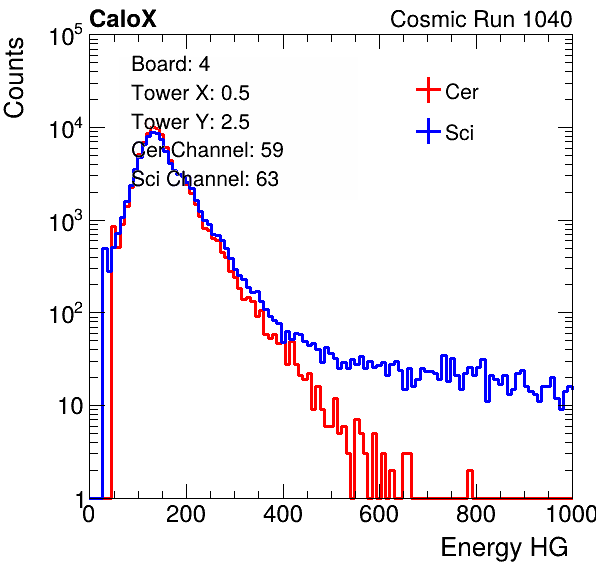 CaloX Cosmic Run 1040
Counts
Board: 4
Tower X: 0.5
Tower Y: 2.5
Cer Channel: 59
Sci Channel: 63
Cer
Sci
10^5
10^4
10^3
10^2
10
1
0 200 400 600 800 1000
Energy HG